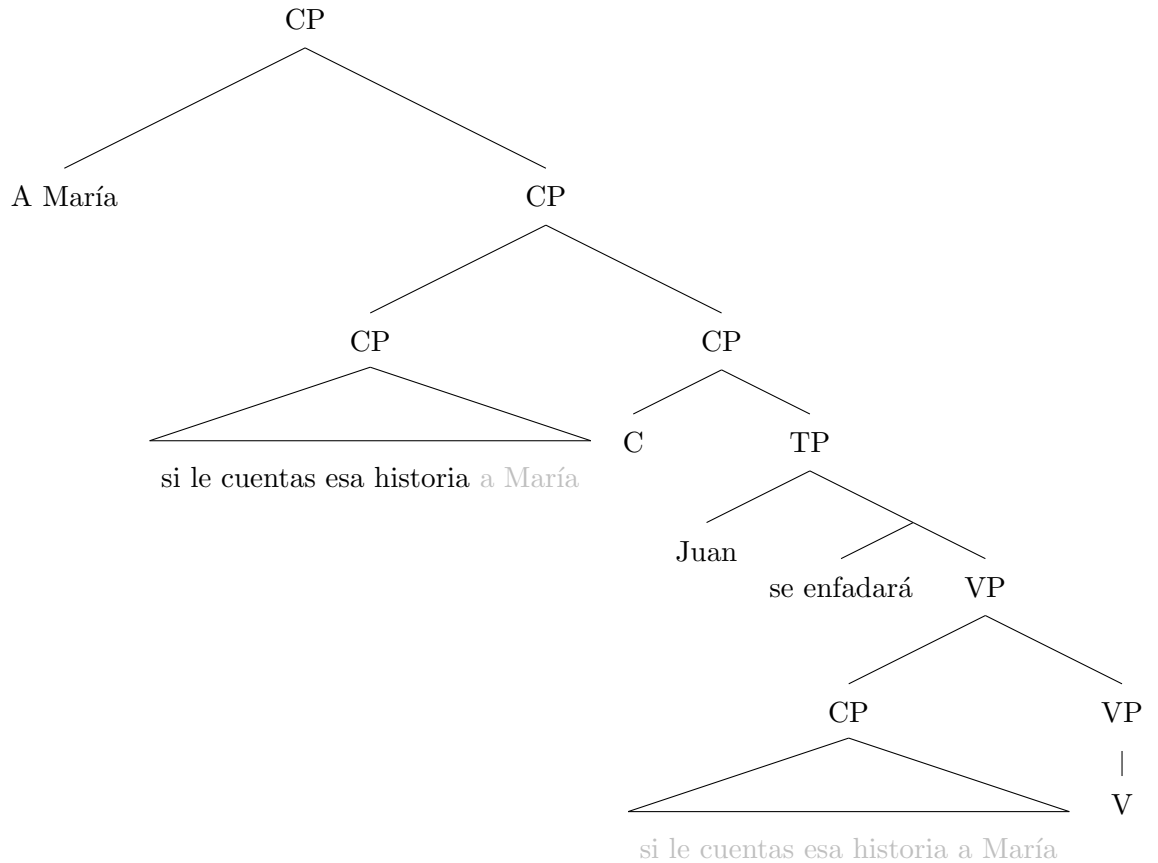 CP
A María CP
CP CP
C TP
si le cuentas esa historia a María
Juan
se enfadará VP
CP VP
V
si le cuentas esa historia a María